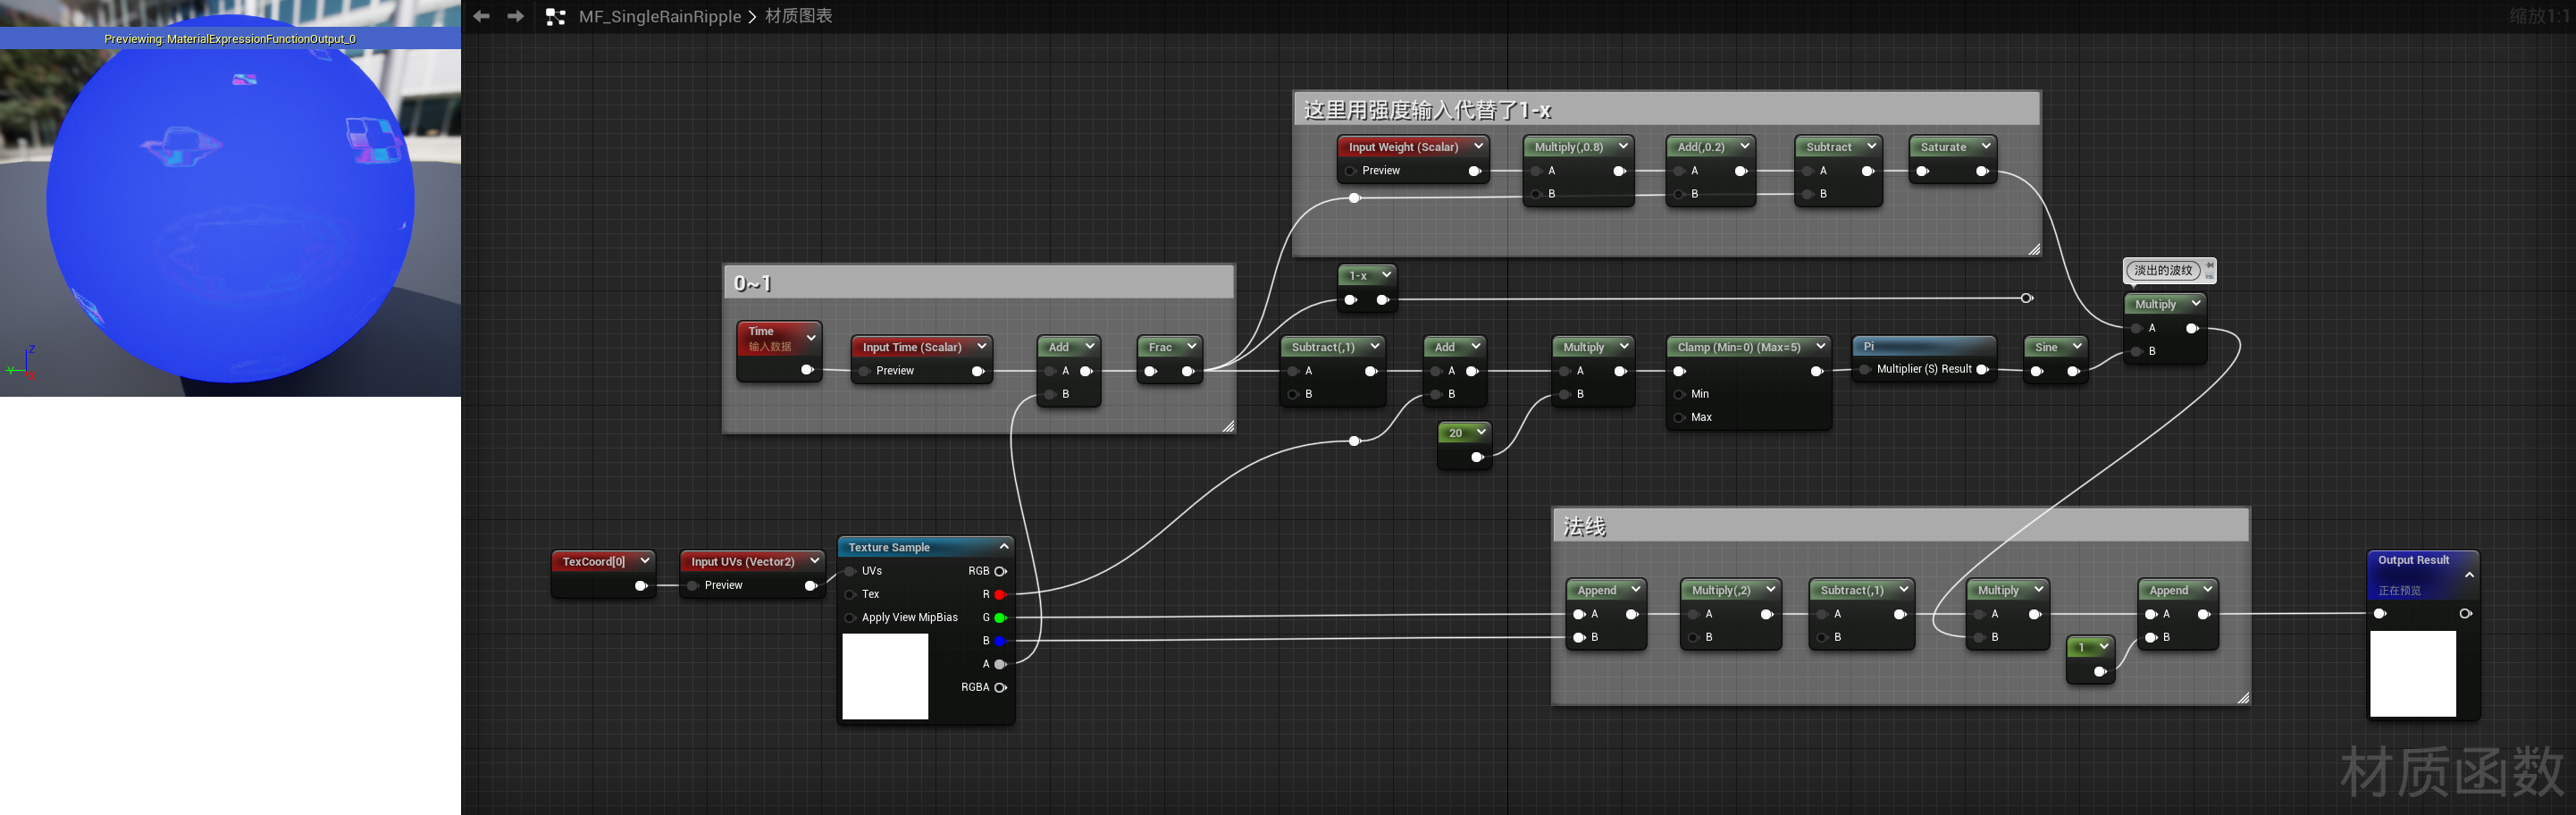 Previewing: MaterialExpressionFunctionOutput_0
Z
Y
X
MF_SingleRainRipple > 材质图表
缩放1:1
这里用强度输入代替了1-x
Input Weight (Scalar)
Preview
Multiply(,0.8)
A
B
Add(,0.2)
A
B
Subtract
A
B
Saturate
0~1
Time
输入数据
Input Time (Scalar)
Preview
Add
A
B
Frac
1-x
淡出的波纹
Multiply
A
B
Subtract(,1)
A
B
Add
A
B
20
Multiply
A
B
Clamp (Min=0) (Max=5)
Min
Max
Pi
Multiplier (S) Result
Sine
TexCoord[0]
Input UVs (Vector2)
Preview
Texture Sample
UVs RGB
Tex R
Apply View MipBias G
B
A
RGBA
法线
Append
A
B
Multiply(,2)
A
B
Subtract(,1)
A
B
Multiply
A
B
1
Append
A
B
Output Result
正在预览
材质函数